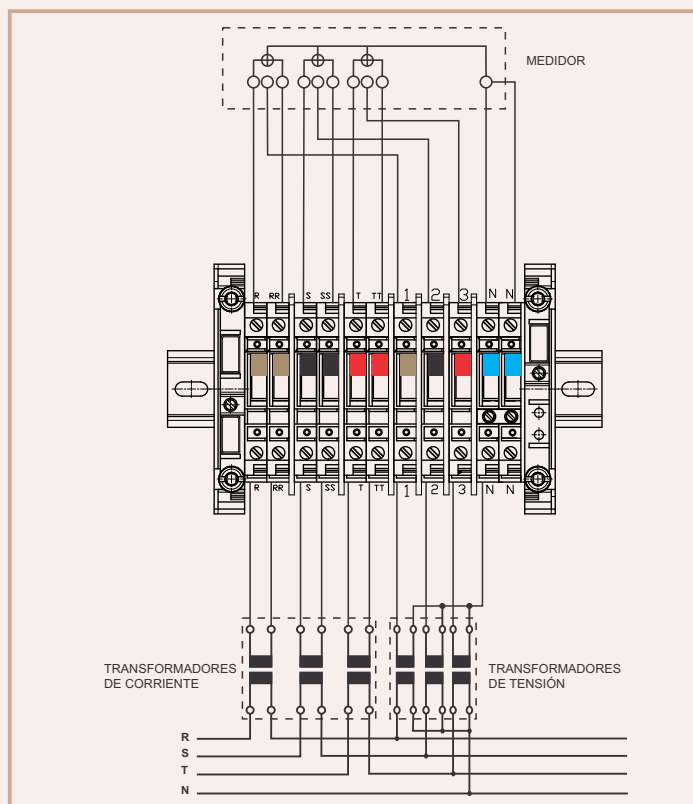 MEDIDOR
R RR S SS T TT 1 2 3 N N
R RR S SS T TT 1 2 3 N N
TRANSFORMADORES
DE CORRIENTE
TRANSFORMADORES
DE TENSIÓN
R
S
T
N